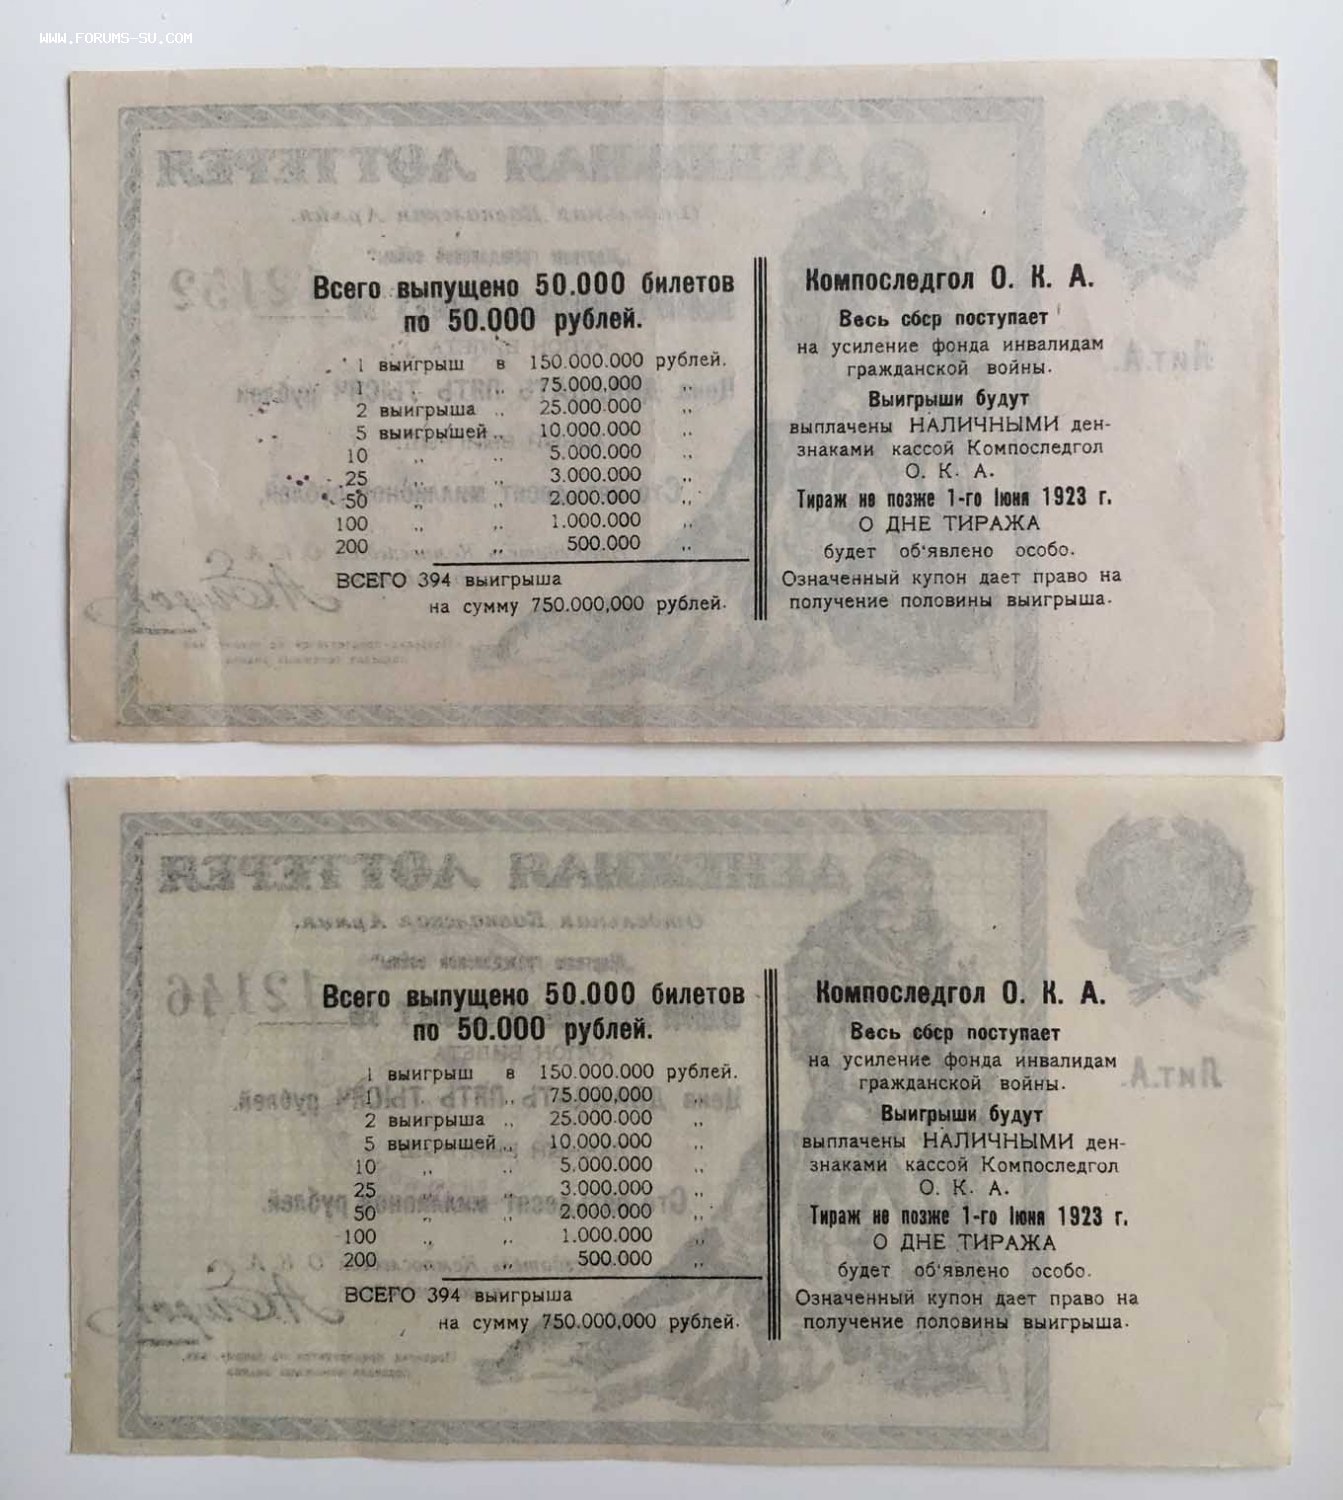 WWW.FORUMS-SU.COM
Всего выпущено 50.000 билетов
по 50.000 рублей.
1 выигрыш в 150.000.000 рублей.
1 „ „ 75.000,000 „
2 выигрыша „ 25.000.000 „
5 выигрышей „ 10.000.000 „
10 „ „ 5.000.000 „
25 „ „ 3.000.000 „
50 „ „ 2.000.000 „
100 „ „ 1.000.000 „
200 „ „ 500.000 „
ВСЕГО 394 выигрыша
на сумму 750.000,000 рублей.
Компоследгол О. К. А.
Весь сбср поступает
на усиление фонда инвалидам
гражданской войны.
Выигрыши будут
выплачены НАЛИЧНЫМИ ден-
знаками кассой Компоследгол
О. К. А.
Тираж не позже 1-го Iюня 1923 г.
О ДНЕ ТИРАЖА
будет об'явлено особо.
Означенный купон дает право на
получение половины выигрыша.
Всего выпущено 50.000 билетов
по 50.000 рублей.
1 выигрыш в 150.000.000 рублей.
1 „ „ 75.000,000 „
2 выигрыша „ 25.000.000 „
5 выигрышей „ 10.000.000 „
10 „ „ 5.000.000 „
25 „ „ 3.000.000 „
50 „ „ 2.000.000 „
100 „ „ 1.000.000 „
200 „ „ 500.000 „
ВСЕГО 394 выигрыша
на сумму 750.000,000 рублей.
Компоследгол О. К. А.
Весь сбср поступает
на усиление фонда инвалидам
гражданской войны.
Выигрыши будут
выплачены НАЛИЧНЫМИ ден-
знаками кассой Компоследгол
О. К. А.
Тираж не позже 1-го Iюня 1923 г.
О ДНЕ ТИРАЖА
будет об'явлено особо.
Означенный купон дает право на
получение половины выигрыша.